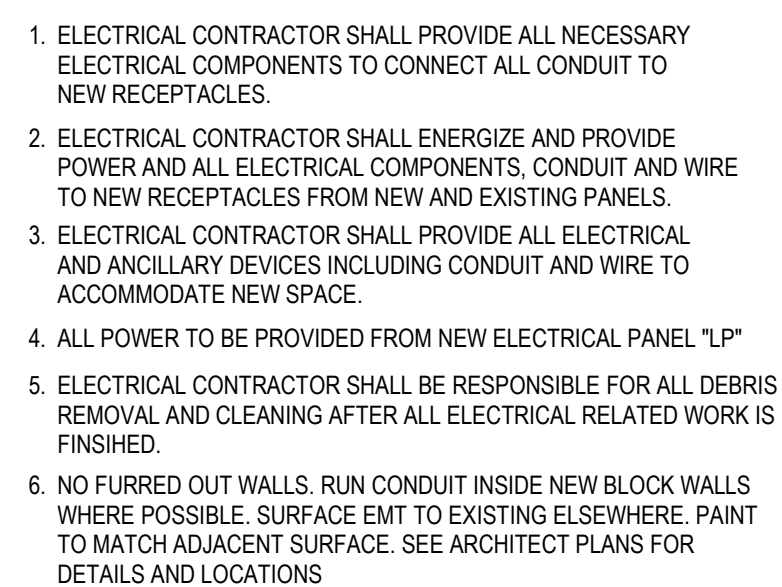 1. ELECTRICAL CONTRACTOR SHALL PROVIDE ALL NECESSARY
ELECTRICAL COMPONENTS TO CONNECT ALL CONDUIT TO
NEW RECEPTACLES.
2. ELECTRICAL CONTRACTOR SHALL ENERGIZE AND PROVIDE
POWER AND ALL ELECTRICAL COMPONENTS, CONDUIT AND WIRE
TO NEW RECEPTACLES FROM NEW AND EXISTING PANELS.
3. ELECTRICAL CONTRACTOR SHALL PROVIDE ALL ELECTRICAL
AND ANCILLARY DEVICES INCLUDING CONDUIT AND WIRE TO
ACCOMMODATE NEW SPACE.
4. ALL POWER TO BE PROVIDED FROM NEW ELECTRICAL PANEL "LP"
5. ELECTRICAL CONTRACTOR SHALL BE RESPONSIBLE FOR ALL DEBRIS
REMOVAL AND CLEANING AFTER ALL ELECTRICAL RELATED WORK IS
FINSIHED.
6. NO FURRED OUT WALLS. RUN CONDUIT INSIDE NEW BLOCK WALLS
WHERE POSSIBLE. SURFACE EMT TO EXISTING ELSEWHERE. PAINT
TO MATCH ADJACENT SURFACE. SEE ARCHITECT PLANS FOR
DETAILS AND LOCATIONS